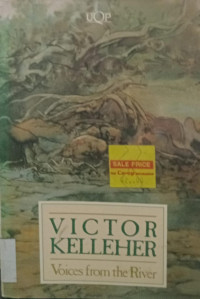 UQP
SALE PRICE
VICTOR
KELLEHER
Voices from the River